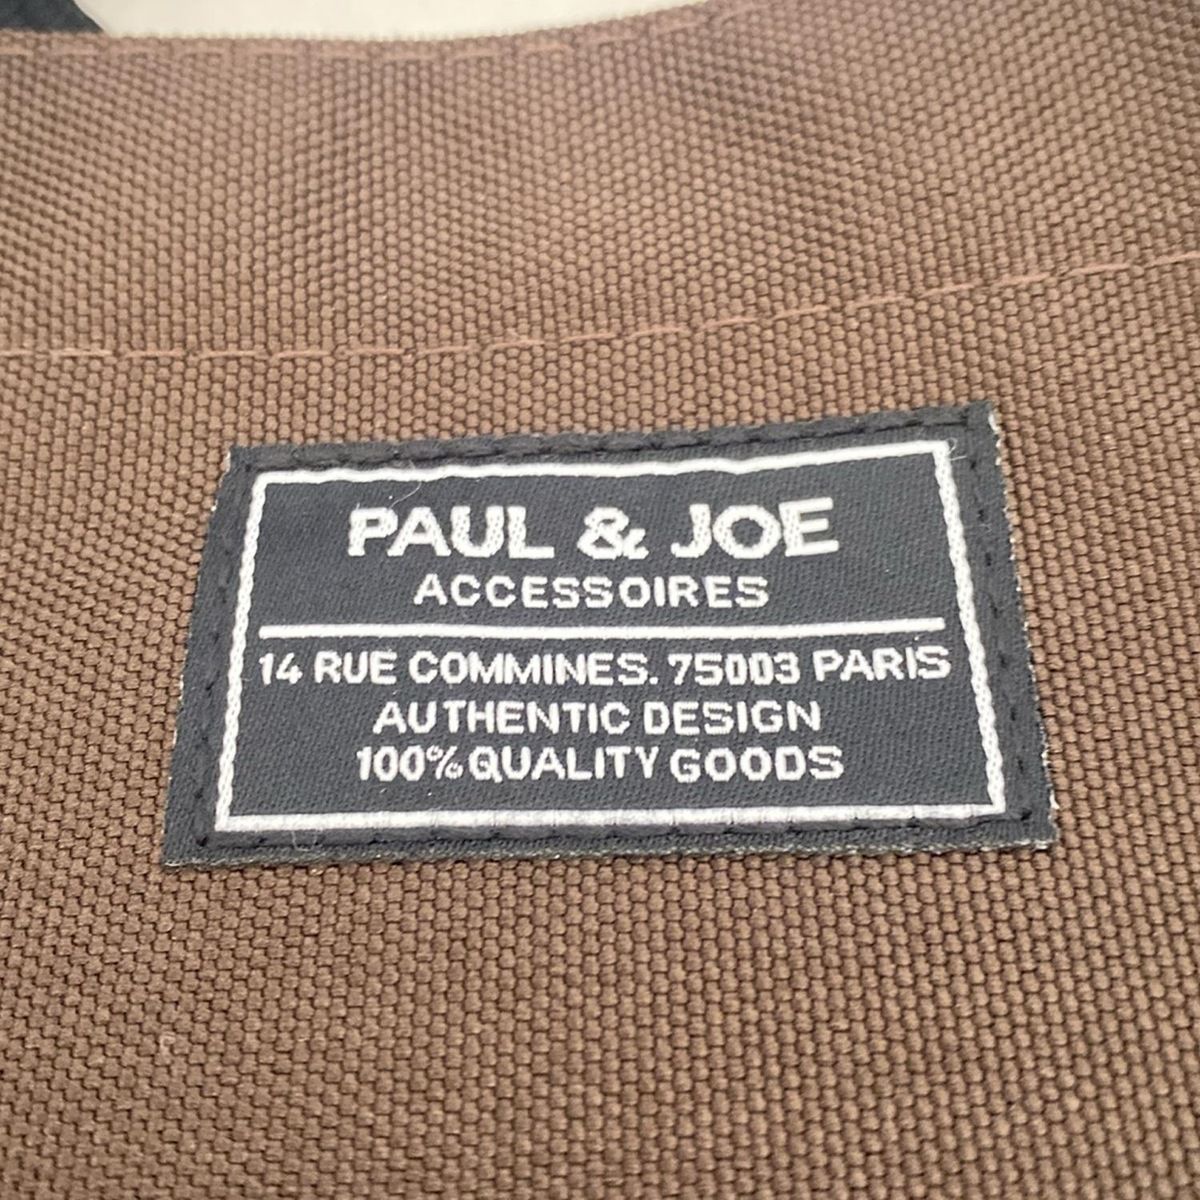 PAUL & JOE
ACCESSOIRES
14 RUE COMMINES. 75003 PARIS
AUTHENTIC DESIGN
100% QUALITY GOODS